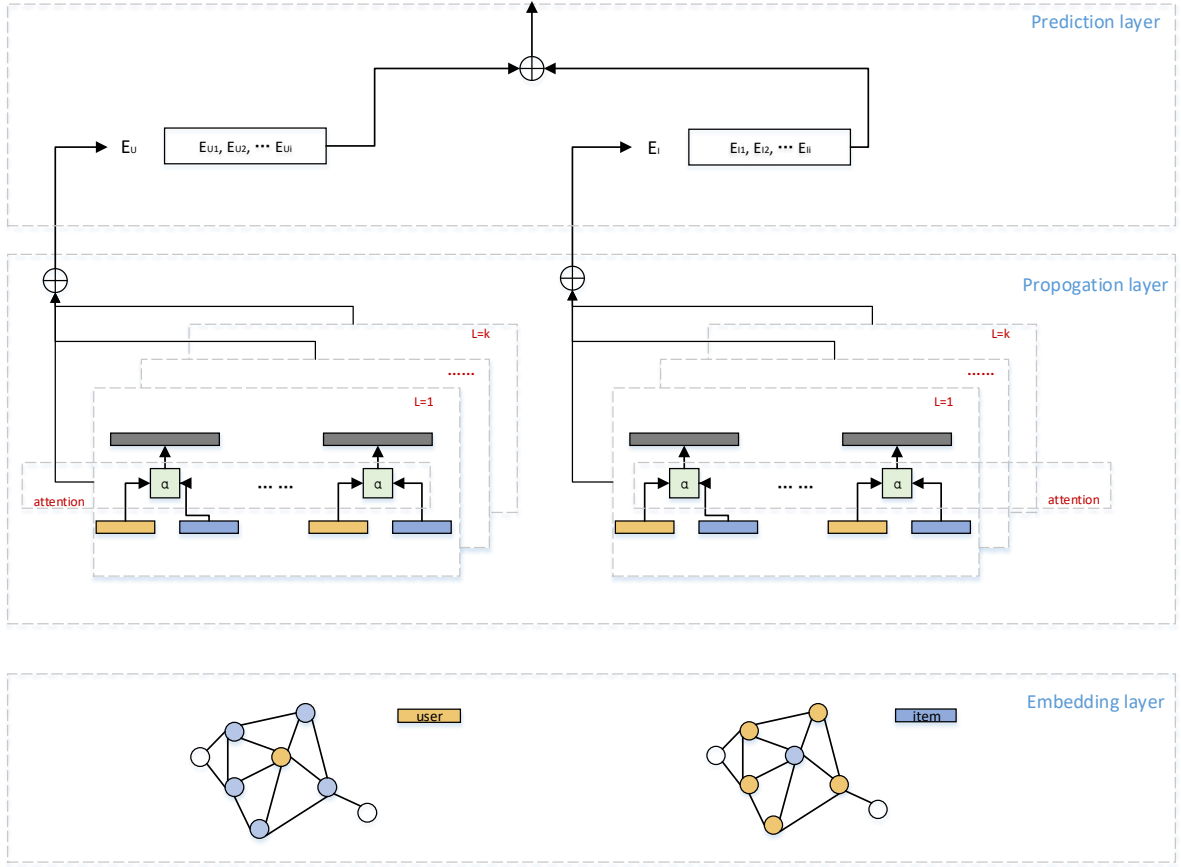 Prediction layer
EU
EU1, EU2, ··· EUi
EI
EI1, EI2, ··· EIi
Propogation layer
L=k
L=k
······
······
L=1
L=1
α
··· ···
α
α
··· ···
α
attention
attention
Embedding layer
user
item